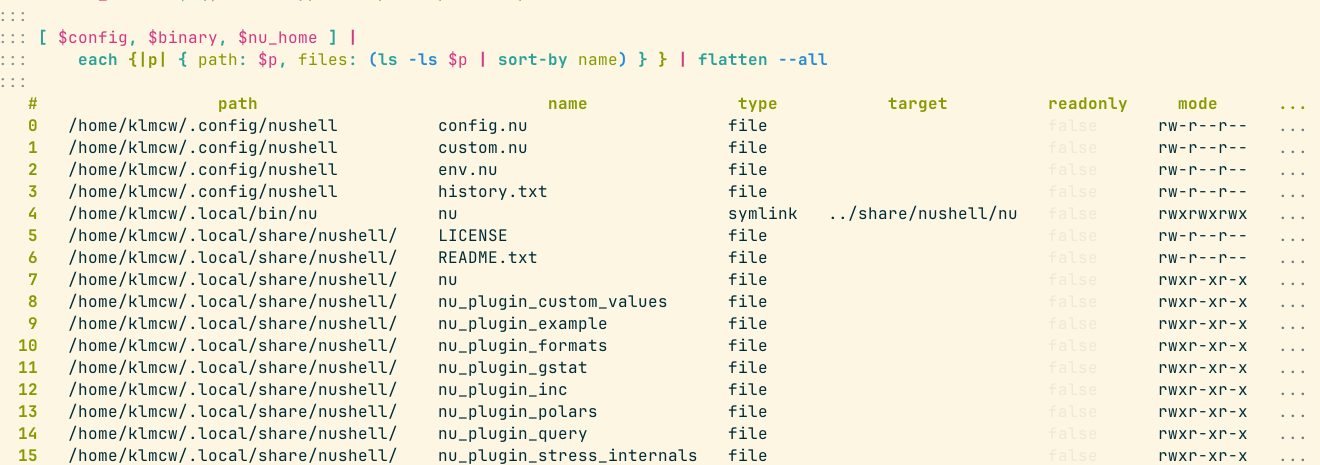 :::
::: [ $config, $binary, $nu_home ] |
:::     each {|p| { path: $p, files: (ls -ls $p | sort-by name) } } | flatten --all
:::
# path name type target readonly mode ...
0 /home/klmcw/.config/nushell config.nu file false rw-r--r-- ...
1 /home/klmcw/.config/nushell custom.nu file false rw-r--r-- ...
2 /home/klmcw/.config/nushell env.nu file false rw-r--r-- ...
3 /home/klmcw/.config/nushell history.txt file false rw-r--r-- ...
4 /home/klmcw/.local/bin/nu nu symlink ../share/nushell/nu false rwxrwxrwx ...
5 /home/klmcw/.local/share/nushell/ LICENSE file false rw-r--r-- ...
6 /home/klmcw/.local/share/nushell/ README.txt file false rw-r--r-- ...
7 /home/klmcw/.local/share/nushell/ nu file false rwxr-xr-x ...
8 /home/klmcw/.local/share/nushell/ nu_plugin_custom_values file false rwxr-xr-x ...
9 /home/klmcw/.local/share/nushell/ nu_plugin_example file false rwxr-xr-x ...
10 /home/klmcw/.local/share/nushell/ nu_plugin_formats file false rwxr-xr-x ...
11 /home/klmcw/.local/share/nushell/ nu_plugin_gstat file false rwxr-xr-x ...
12 /home/klmcw/.local/share/nushell/ nu_plugin_inc file false rwxr-xr-x ...
13 /home/klmcw/.local/share/nushell/ nu_plugin_polars file false rwxr-xr-x ...
14 /home/klmcw/.local/share/nushell/ nu_plugin_query file false rwxr-xr-x ...
15 /home/klmcw/.local/share/nushell/ nu_plugin_stress_internals file false rwxr-xr-x ...